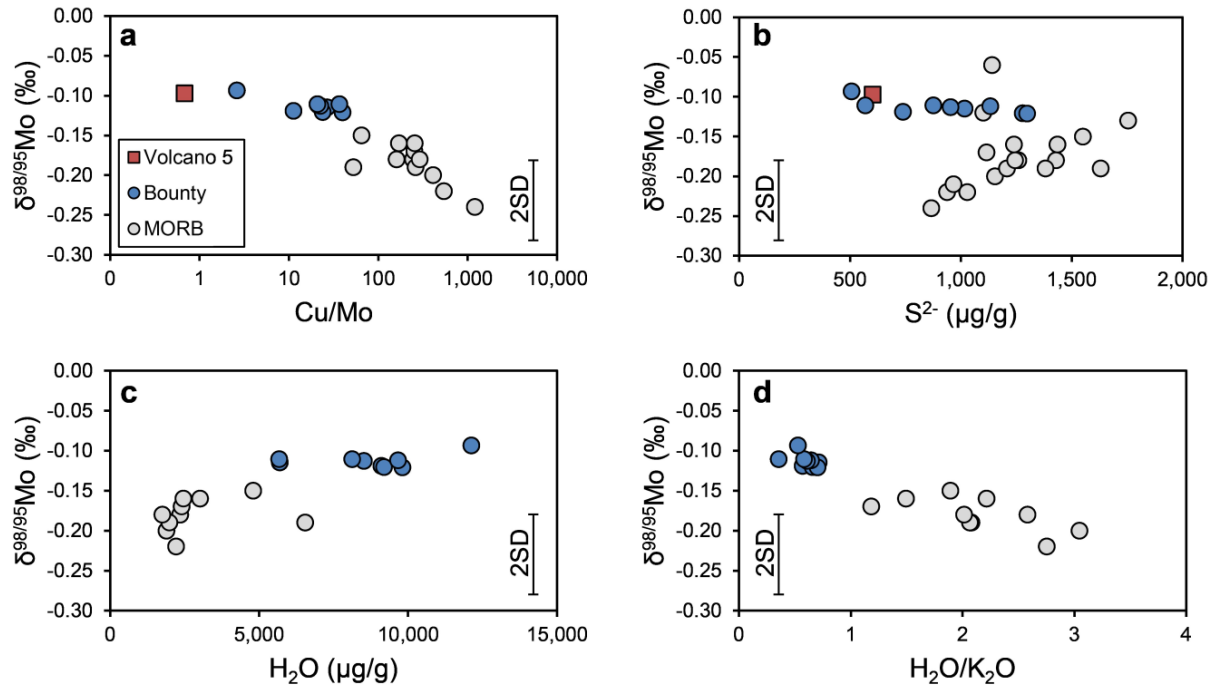 a
δ98/95Mo (‰)
0.00
-0.05
-0.10
-0.15
-0.20
-0.25
-0.30
Volcano 5
Bounty
MORB
2SD
0
1
10
100
1,000
10,000
Cu/Mo
b
δ98/95Mo (‰)
0.00
-0.05
-0.10
-0.15
-0.20
-0.25
-0.30
2SD
0
500
1,000
1,500
2,000
S2- (µg/g)
c
δ98/95Mo (‰)
0.00
-0.05
-0.10
-0.15
-0.20
-0.25
-0.30
2SD
0
5,000
10,000
15,000
H2O (µg/g)
d
δ98/95Mo (‰)
0.00
-0.05
-0.10
-0.15
-0.20
-0.25
-0.30
2SD
0
1
2
3
4
H2O/K2O